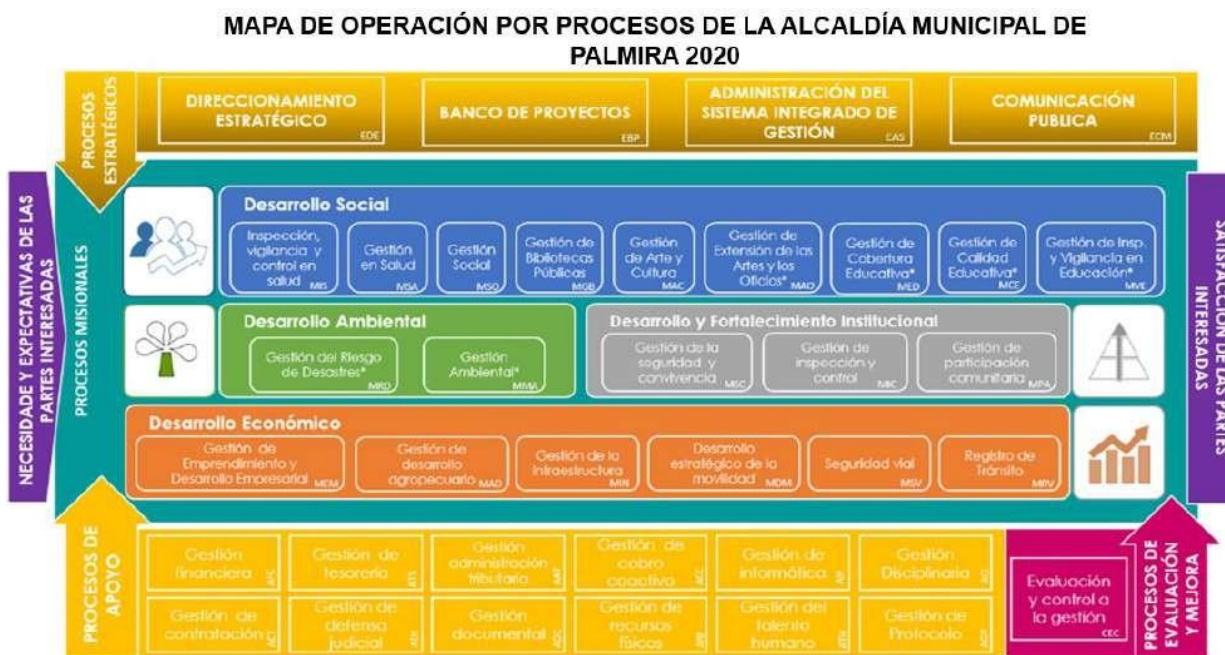 MAPA DE OPERACIÓN POR PROCESOS DE LA ALCALDÍA MUNICIPAL DE
PALMIRA 2020
PROCESOS
ESTRATÉGICOS
DIRECCIONAMIENTO
ESTRATÉGICO
EDE
BANCO DE PROYECTOS
EBP
ADMINISTRACIÓN DEL
SISTEMA INTEGRADO DE
GESTIÓN
EAS
COMUNICACIÓN
PUBLICA
ECM
NECESIDADE Y EXPECTATIVAS DE LAS
PARTES INTERESADAS
PROCESOS MISIONALES
Desarrollo Social
Inspección,
vigilancia y
control en
salud MIS
Gestión
en Salud
MSA
Gestión
Social
MSO
Gestión de
Bibliotecas
Públicas
MGB
Gestión
de Arte y
Cultura
MAC
Gestión de
Extensión de las
Artes y los
Oficios*
MAO
Gestión de
Cobertura
Educativa*
MED
Gestión de
Calidad
Educativa*
MCE
Gestión de Insp.
y Vigilancia en
Educación*
MVE
Desarrollo Ambiental
Gestión del Riesgo
de Desastres*
MRD
Gestión
Ambiental*
MMA
Desarrollo y Fortalecimiento Institucional
Gestión de la
seguridad y
convivencia
MSC
Gestión de
inspección y
control
MIC
Gestión de
participación
comunitaria
MPA
Desarrollo Económico
Gestión de
Emprendimiento y
Desarrollo Empresarial
MEM
Gestión de
desarrollo
agropecuario
MAD
Gestión de la
infraestructura
MIN
Desarrollo
estratégico de la
movilidad
MDM
Seguridad vial
MSV
Registro de
Tránsito
SATISFACCIÓN DE LAS PARTES
INTERESADAS
PROCESOS DE
APOYO
Gestión
financiera
Gestión de
tesorería
Gestión
administración
tributaria
Gestión de
cobro
coactivo
Gestión de
informática
Gestión
Disciplinaria
Gestión de
contratación
Gestión de
defensa
judicial
Gestión
documental
Gestión de
recursos
físicos
Gestión del
talento
humano
Gestión de
Protocolo
Evaluación
y control a
la gestión
CEC
PROCESOS DE
EVALUACIÓN
Y MEJORA